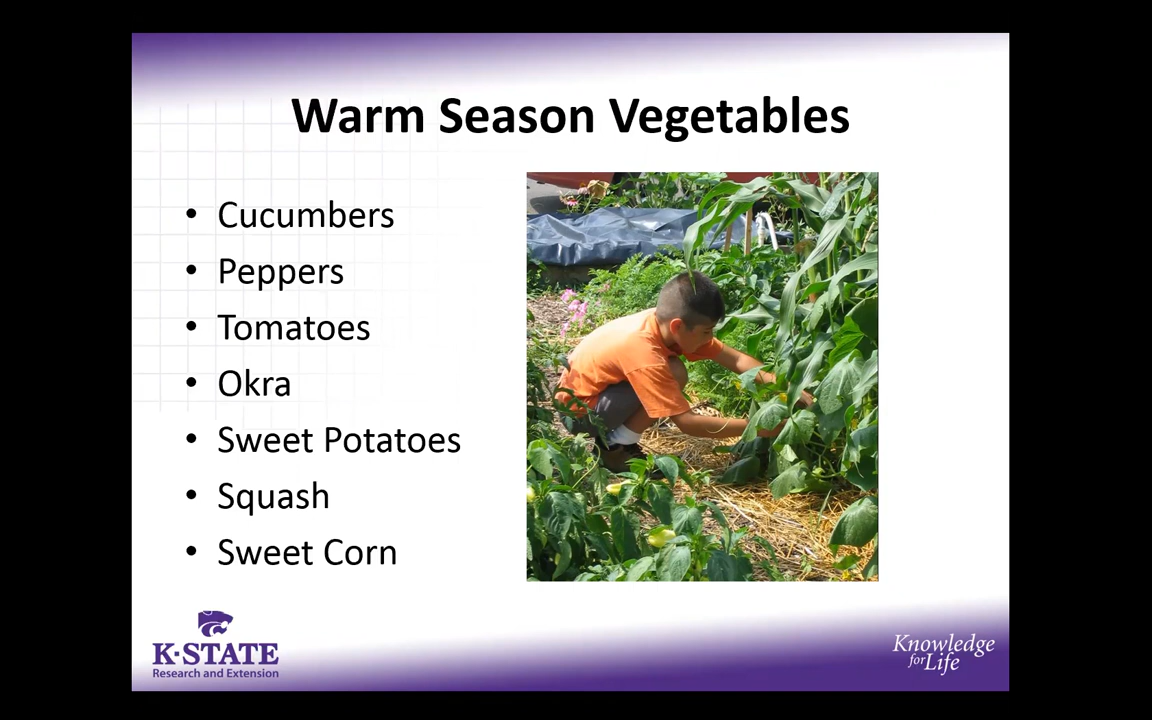 Warm Season Vegetables
• Cucumbers
• Peppers
• Tomatoes
• Okra
• Sweet Potatoes
• Squash
• Sweet Corn
K-STATE
Research and Extension
Knowledge
for Life